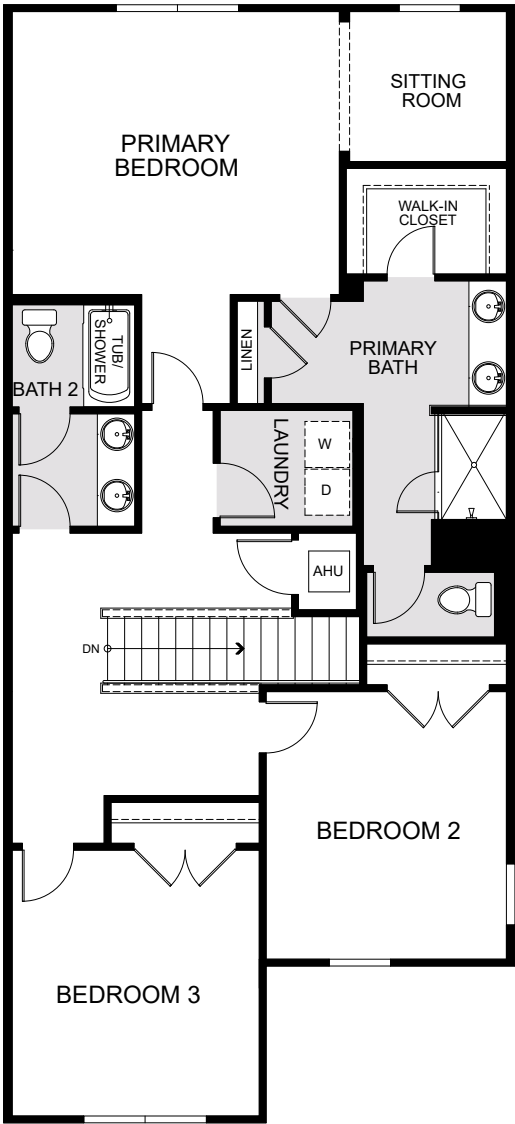 SITTING
ROOM
PRIMARY
BEDROOM
WALK-IN
CLOSET
TUB/
SHOWER
LINEN
PRIMARY
BATH
BATH 2
LAUNDRY
W
D
AHU
DN
BEDROOM 2
BEDROOM 3